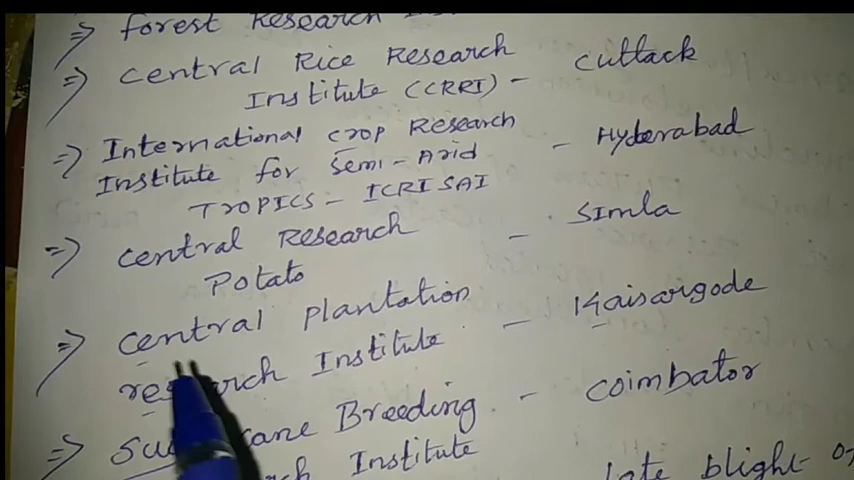 => forest Research
=> Central Rice Research
Institute (CRRI) - Cuttack
=> International crop Research
Institute for Semi-Arid - Hyderabad
TROPICS - ICRISAI
=> Central Research - Simla
Potato
=> Central Plantation
research Institute - Kaisargode
=> Breeding - Coimbator
Institute
late blight